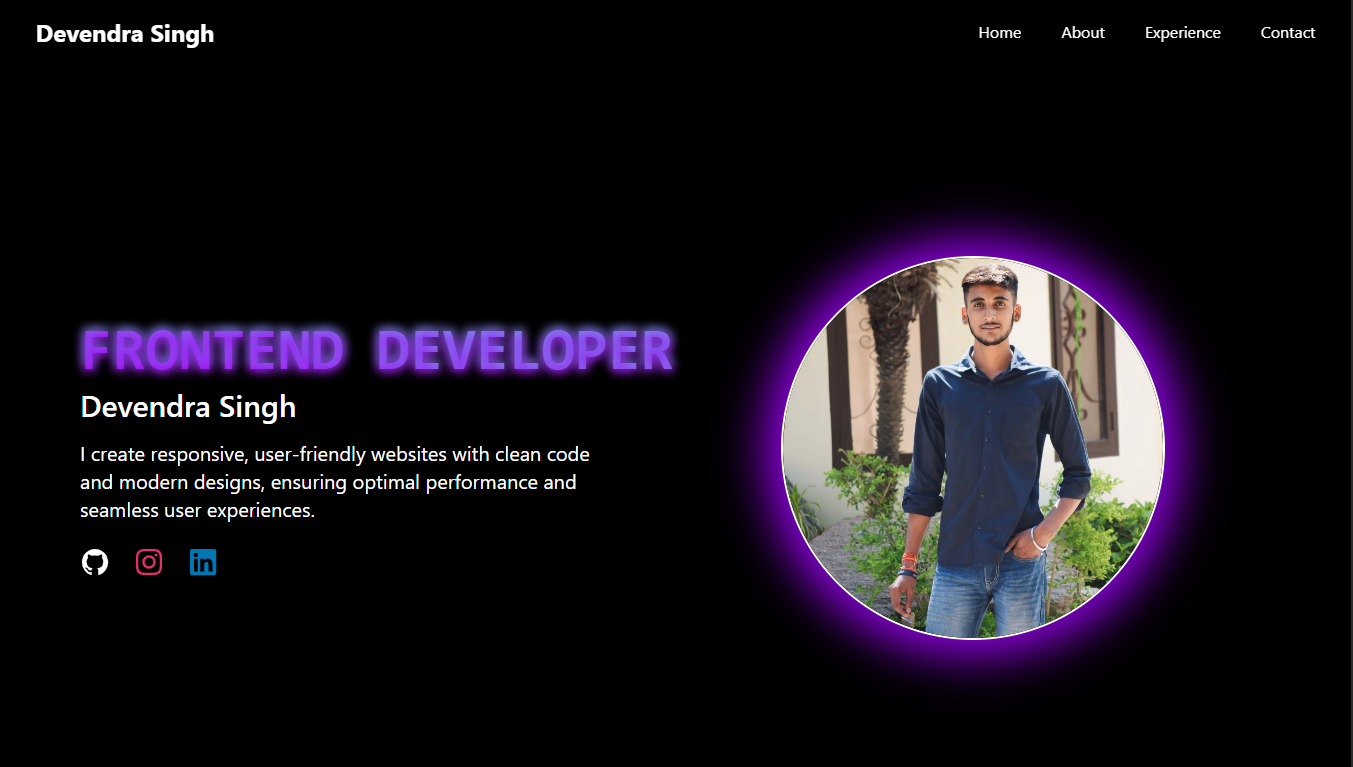 Devendra Singh
Home About Experience Contact
FRONTEND DEVELOPER
Devendra Singh
I create responsive, user-friendly websites with clean code
and modern designs, ensuring optimal performance and
seamless user experiences.
in